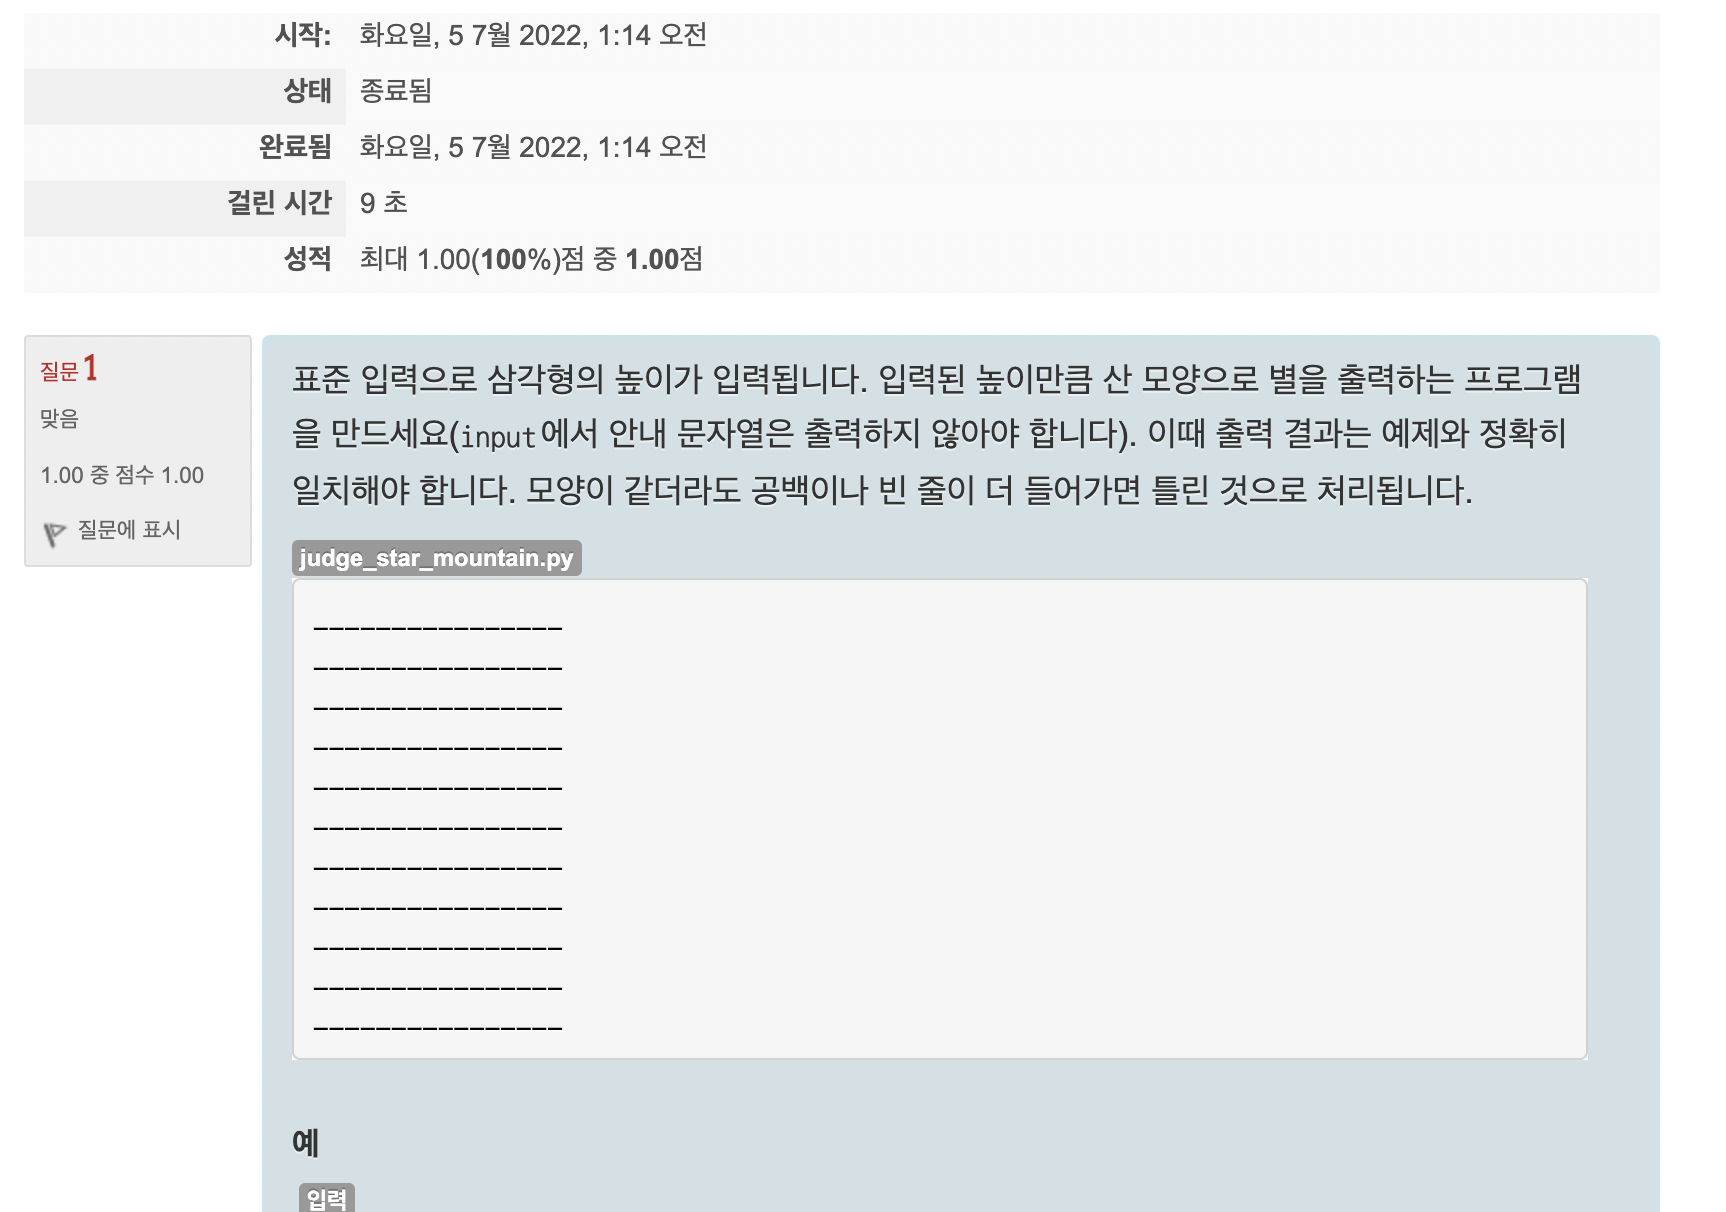 시작: 화요일, 5 7월 2022, 1:14 오전
상태 종료됨
완료됨 화요일, 5 7월 2022, 1:14 오전
걸린 시간 9 초
성적 최대 1.00(100%)점 중 1.00점
질문 1
맞음
1.00 중 점수 1.00
질문에 표시
표준 입력으로 삼각형의 높이가 입력됩니다. 입력된 높이만큼 산 모양으로 별을 출력하는 프로그램
을 만드세요(input에서 안내 문자열은 출력하지 않아야 합니다). 이때 출력 결과는 예제와 정확히
일치해야 합니다. 모양이 같더라도 공백이나 빈 줄이 더 들어가면 틀린 것으로 처리됩니다.
judge_star_mountain.py
________________
________________
________________
________________
________________
________________
________________
________________
________________
________________
________________
예
입력